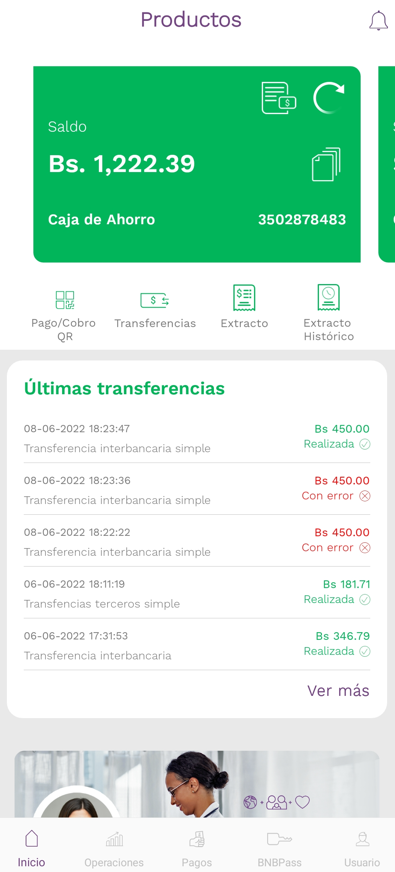 Productos
Saldo
Bs. 1,222.39
Caja de Ahorro 3502878483
Pago/Cobro QR
Transferencias
Extracto
Extracto Histórico
Últimas transferencias
08-06-2022 18:23:47 Bs 450.00
Transferencia interbancaria simple Realizada
08-06-2022 18:23:36 Bs 450.00
Transferencia interbancaria simple Con error
08-06-2022 18:22:22 Bs 450.00
Transferencia interbancaria simple Con error
06-06-2022 18:11:19 Bs 181.71
Transfencias terceros simple Realizada
06-06-2022 17:31:53 Bs 346.79
Transferencia interbancaria Realizada
Ver más
Inicio Operaciones Pagos BNBPass Usuario